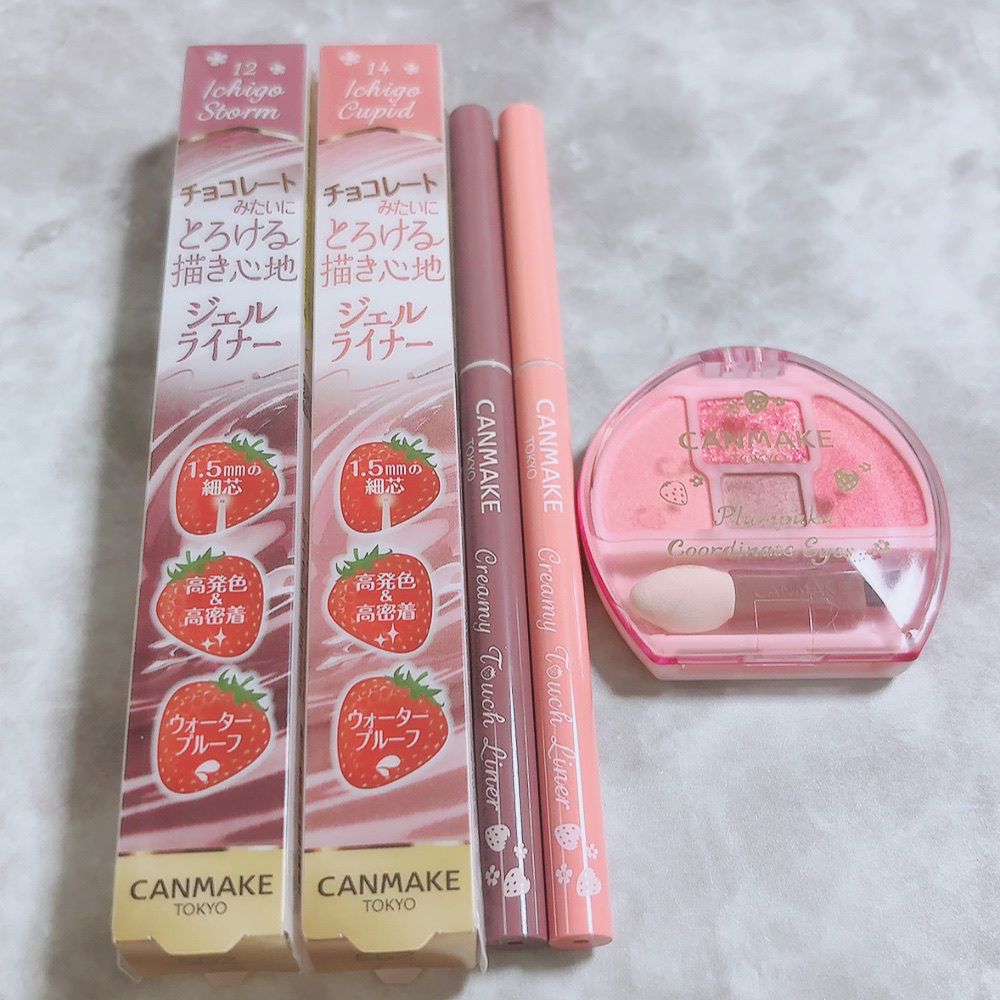 12
Ichigo
Storm
チョコレート
みたいに
とろける
描き心地
ジェル
ライナー
1.5mmの
細芯
高発色
&
高密着
ウォーター
プルーフ
CANMAKE
TOKYO
14
Ichigo
Cupid
チョコレート
みたいに
とろける
描き心地
ジェル
ライナー
1.5mmの
細芯
高発色
&
高密着
ウォーター
プルーフ
CANMAKE
TOKYO
CANMAKE
TOKYO
Creamy Touch Liner
CANMAKE
TOKYO
Creamy Touch Liner
CANMAKE
TOKYO
Plumpuku
Coordinate Eyes
CANMAKE